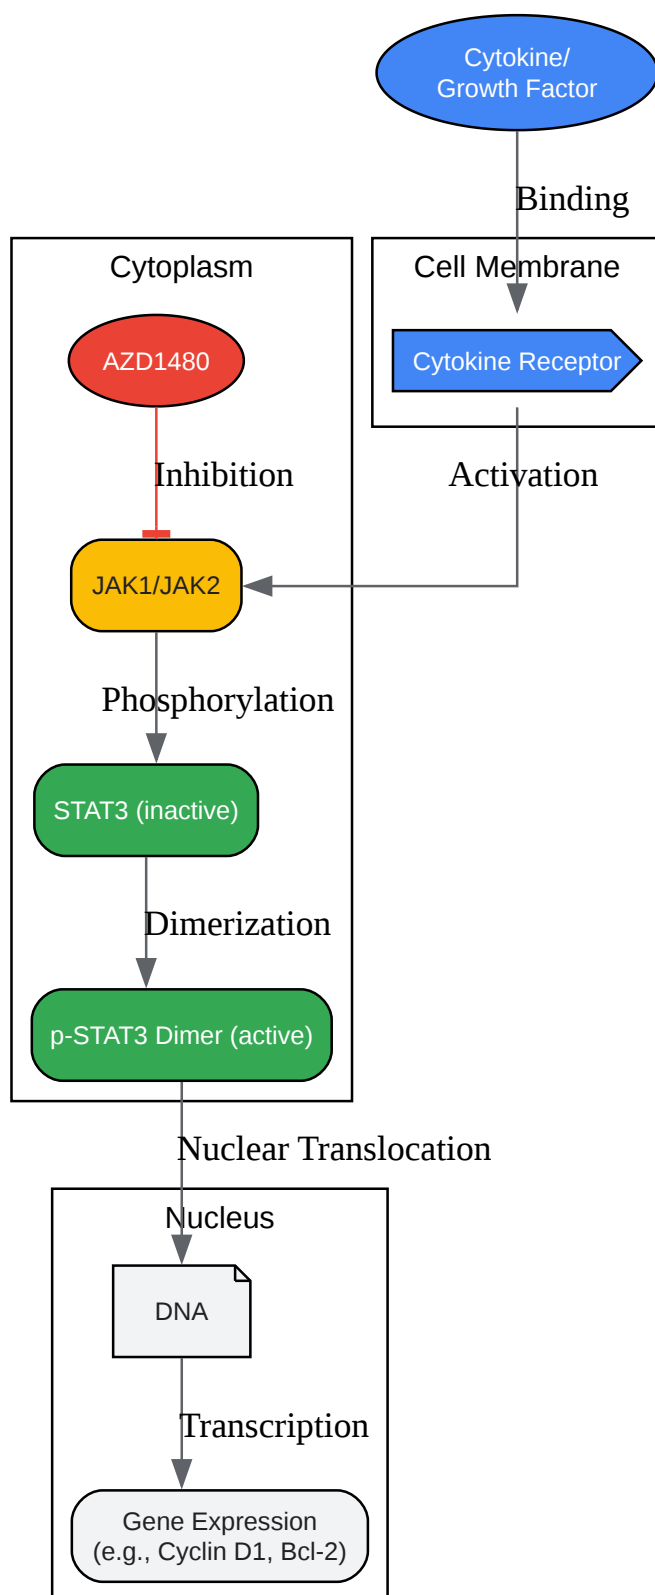 Cytokine/
Growth Factor
Binding
Cytoplasm
Cell Membrane
AZD1480
Cytokine Receptor
Inhibition
Activation
JAK1/JAK2
Phosphorylation
STAT3 (inactive)
Dimerization
p-STAT3 Dimer (active)
Nuclear Translocation
Nucleus
DNA
Transcription
Gene Expression
(e.g., Cyclin D1, Bcl-2)